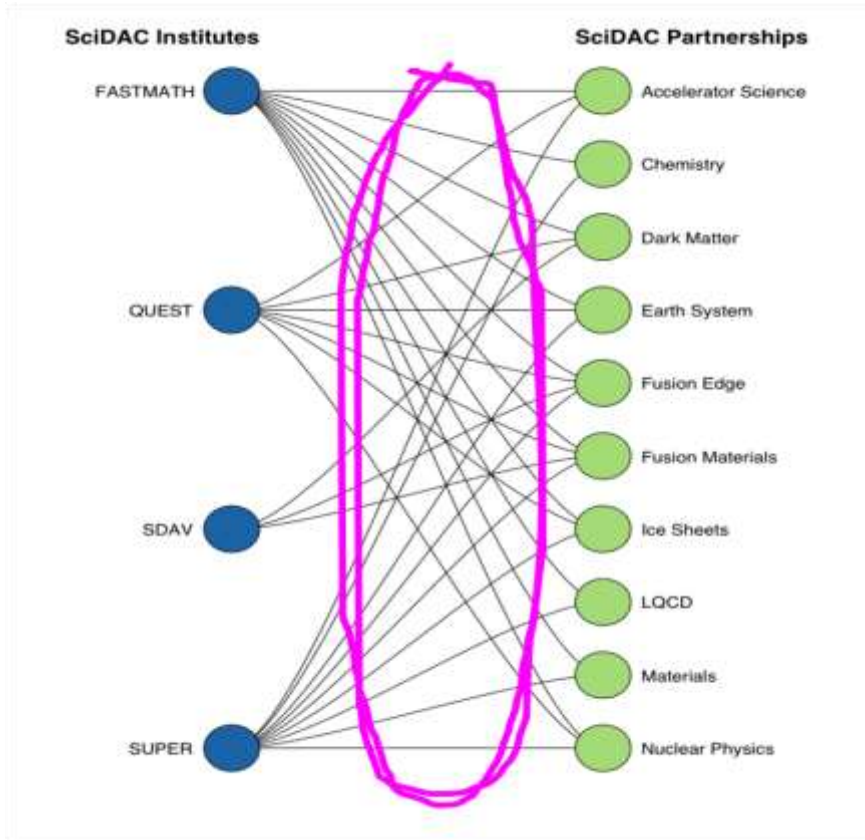 SciDAC Institutes
SciDAC Partnerships
FASTMATH
QUEST
SDAV
SUPER
Accelerator Science
Chemistry
Dark Matter
Earth System
Fusion Edge
Fusion Materials
Ice Sheets
LQCD
Materials
Nuclear Physics